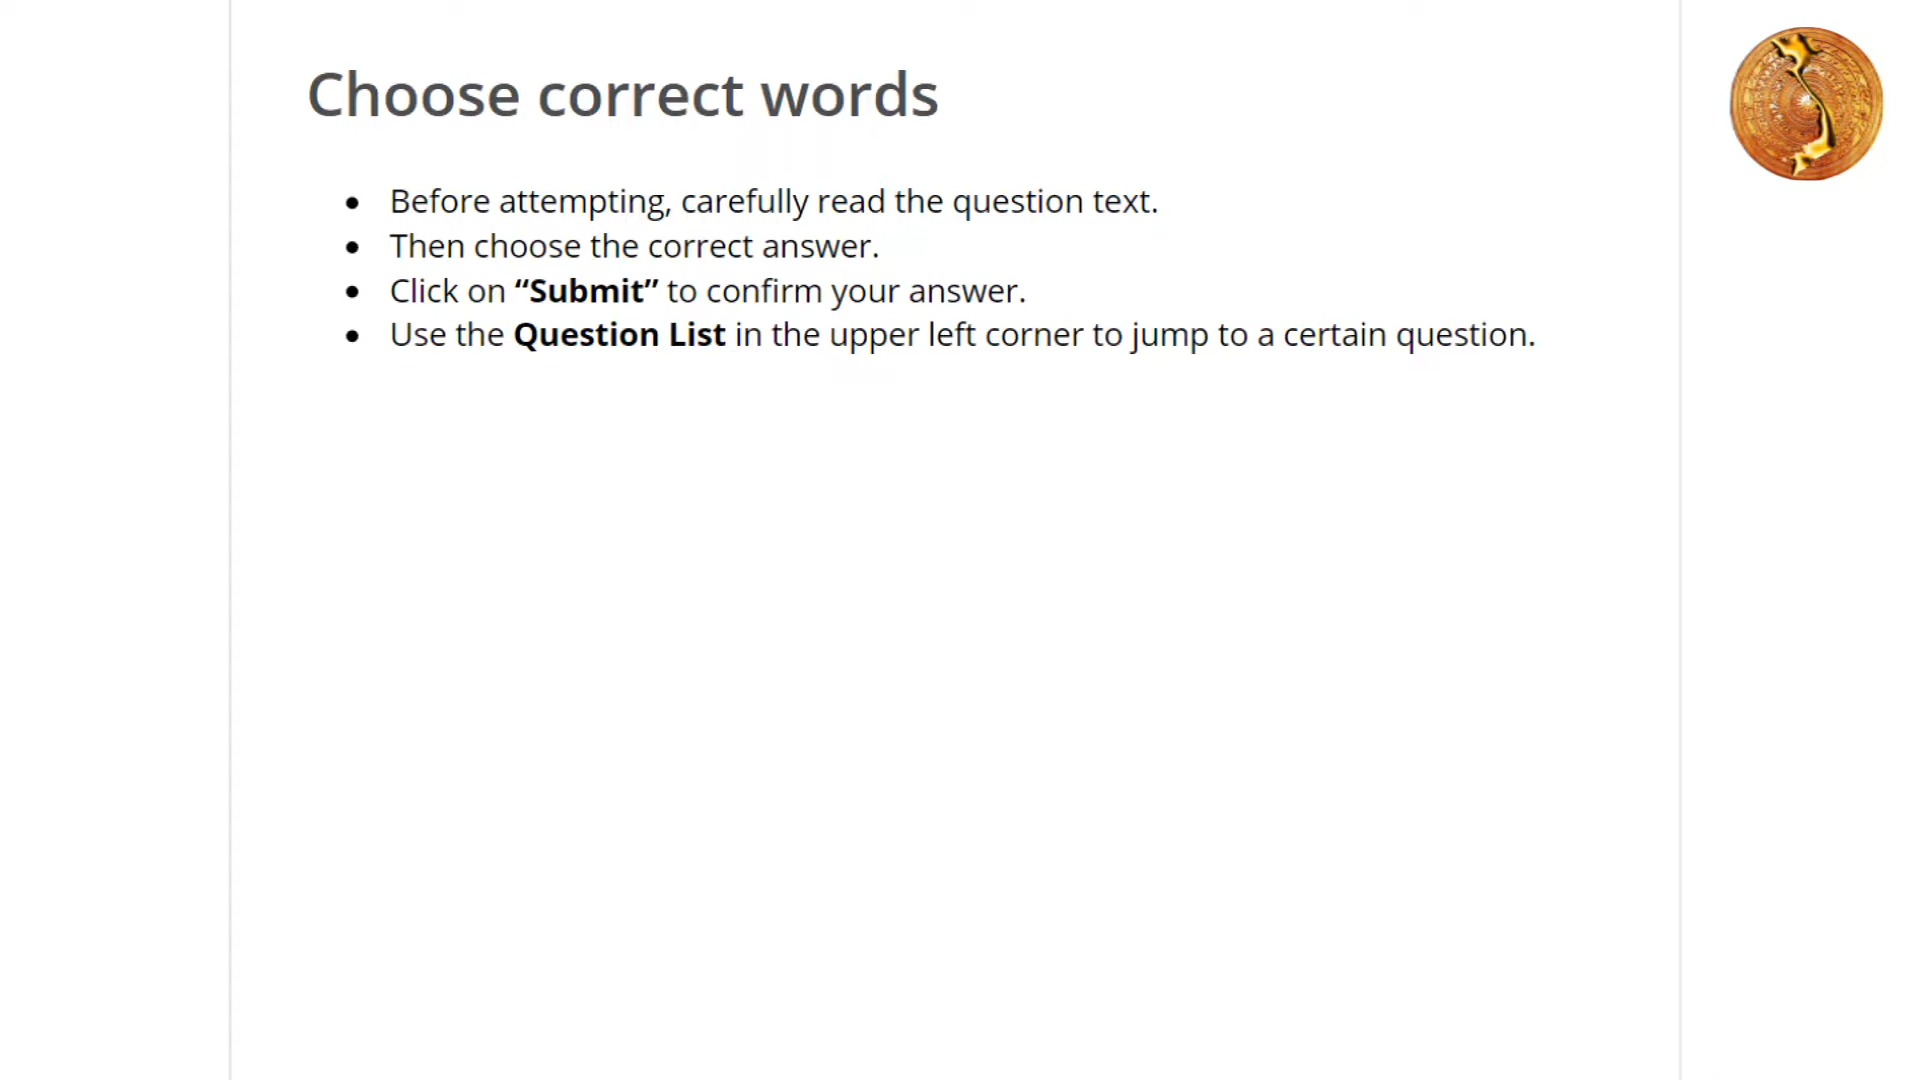 Choose correct words
Before attempting, carefully read the question text.
Then choose the correct answer.
Click on “Submit” to confirm your answer.
Use the Question List in the upper left corner to jump to a certain question.